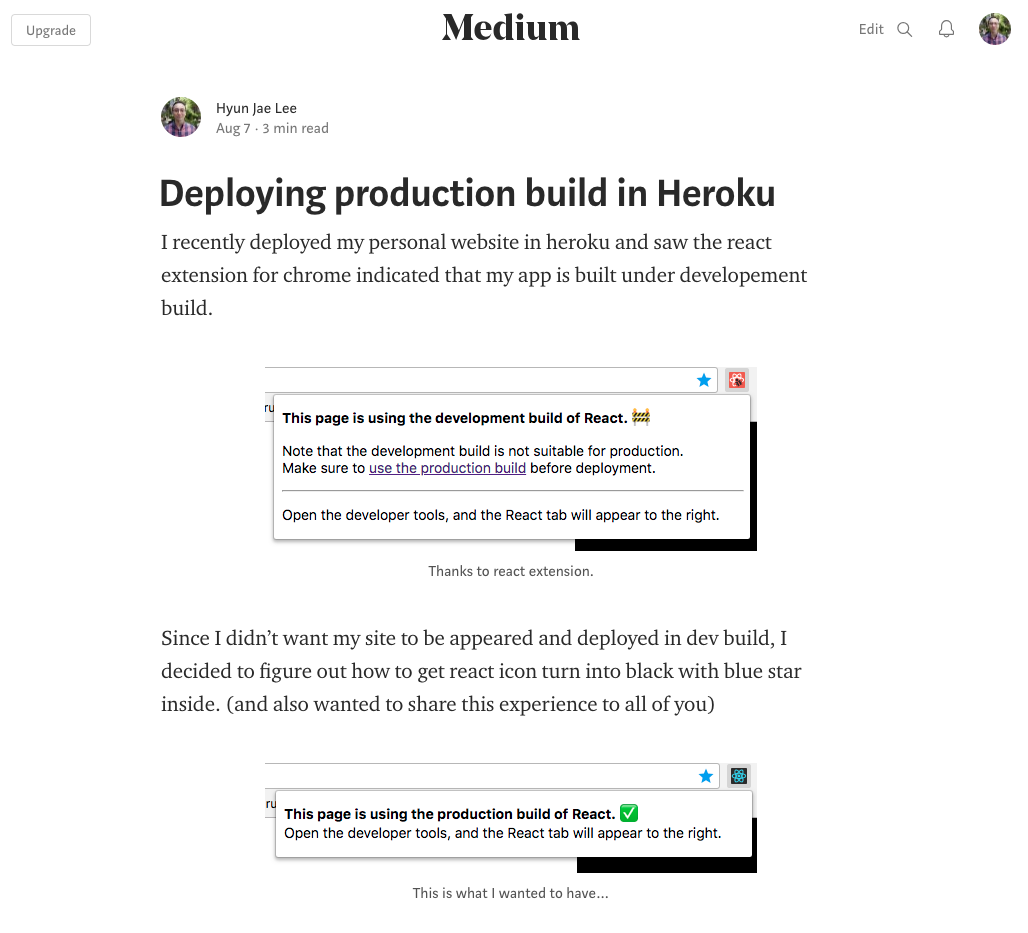 Upgrade
Medium
Edit
Hyun Jae Lee
Aug 7 · 3 min read
Deploying production build in Heroku
I recently deployed my personal website in heroku and saw the react
extension for chrome indicated that my app is built under developement
build.
ru
This page is using the development build of React. 🚧
Note that the development build is not suitable for production.
Make sure to use the production build before deployment.
Open the developer tools, and the React tab will appear to the right.
Thanks to react extension.
Since I didn’t want my site to be appeared and deployed in dev build, I
decided to figure out how to get react icon turn into black with blue star
inside. (and also wanted to share this experience to all of you)
ru
This page is using the production build of React. ✅
Open the developer tools, and the React tab will appear to the right.
This is what I wanted to have…